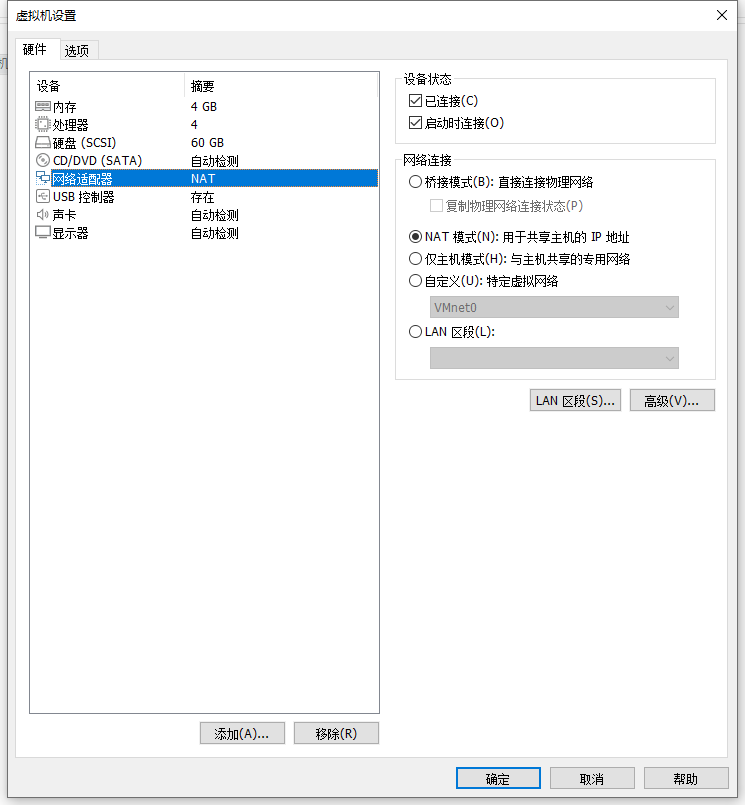 虚拟机设置
硬件 选项
设备 摘要
内存 4 GB
处理器 4
硬盘 (SCSI) 60 GB
CD/DVD (SATA) 自动检测
网络适配器 NAT
USB 控制器 存在
声卡 自动检测
显示器 自动检测
添加(A)... 移除(R)
设备状态
已连接(C)
启动时连接(O)
网络连接
桥接模式(B): 直接连接物理网络
复制物理网络连接状态(P)
NAT 模式(N): 用于共享主机的 IP 地址
仅主机模式(H): 与主机共享的专用网络
自定义(U): 特定虚拟网络
VMnet0
LAN 区段(L):
LAN 区段(S)... 高级(V)...
确定 取消 帮助